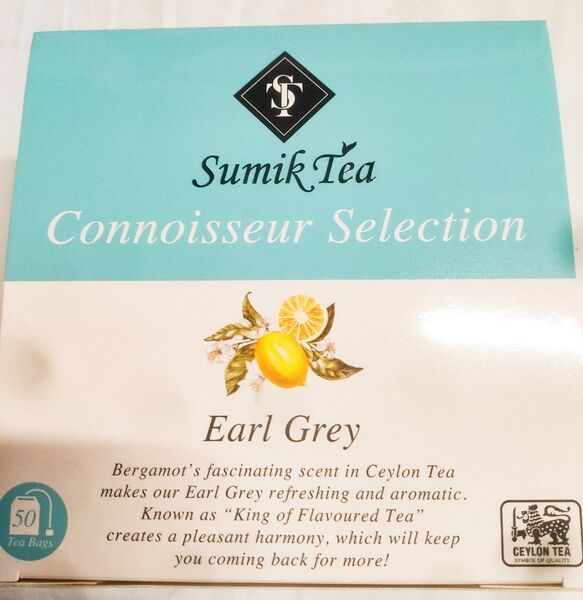 ST
Sumik Tea
Connoisseur Selection
Earl Grey
Bergamot's fascinating scent in Ceylon Tea
makes our Earl Grey refreshing and aromatic.
Known as "King of Flavoured Tea"
creates a pleasant harmony, which will keep
you coming back for more!
50
Tea Bags
CEYLON TEA
SYMBOL OF QUALITY